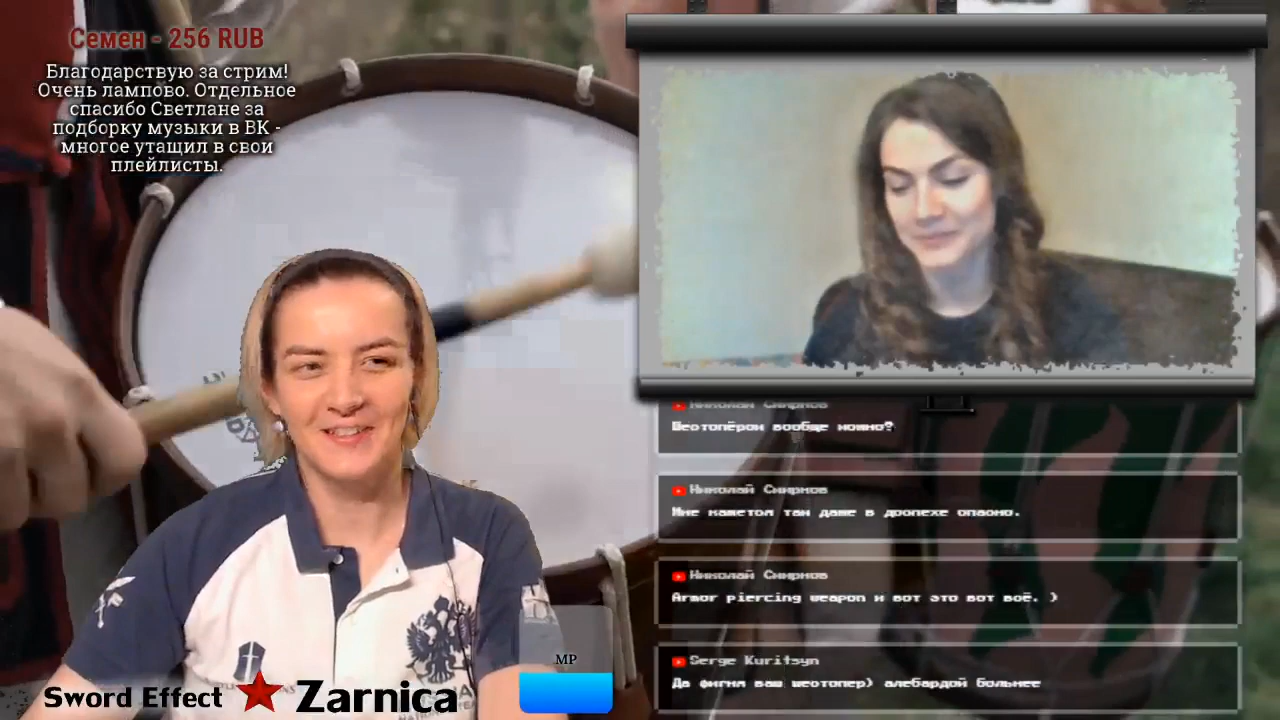 Семен - 256 RUB
Благодарствую за стрим!
Очень лампово. Отдельное
спасибо Светлане за
подборку музыки в ВК -
многое утащил в свои
плейлисты.
Николай Смирнов
Шестопёром вообще можно?
Николай Смирнов
Мне кажется там даже в доспехе опасно.
Николай Смирнов
Armor piercing weapon и вот это вот всё. )
Serge Kuritsyn
Да фигня ваш шестопер) алебардой больнее
MP
Sword Effect Zarnica